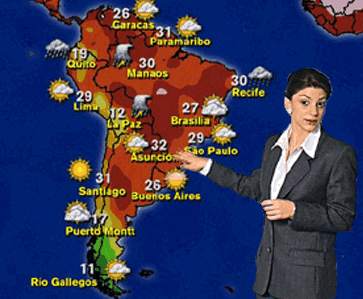 26
Caracas
31
Paramaribo
19
Quito
30
Manaos
30
Recife
29
Lima
27
Brasilia
12
La Paz
32
Asunción
29
São Paulo
31
Santiago
26
Buenos Aires
17
Puerto Montt
11
Río Gallegos